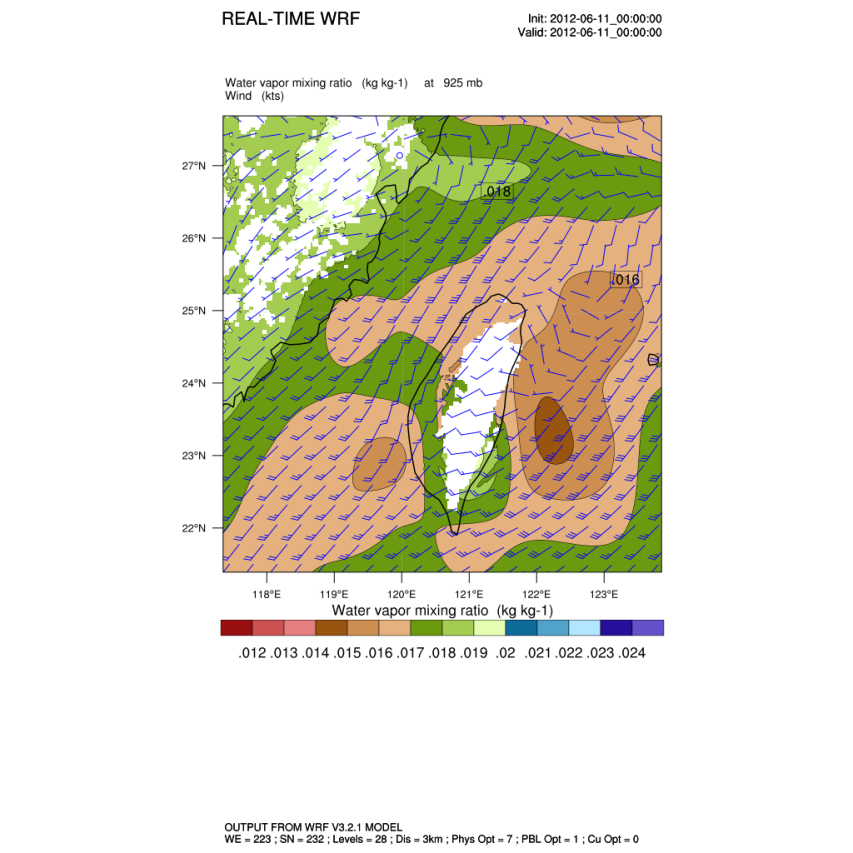 REAL-TIME WRF
Init: 2012-06-11_00:00:00
Valid: 2012-06-11_00:00:00
Water vapor mixing ratio (kg kg-1) at 925 mb
Wind (kts)
27°N
26°N
25°N
24°N
23°N
22°N
.018
.016
118°E 119°E 120°E 121°E 122°E 123°E
Water vapor mixing ratio (kg kg-1)
.012 .013 .014 .015 .016 .017 .018 .019 .02 .021 .022 .023 .024
OUTPUT FROM WRF V3.2.1 MODEL
WE = 223 ; SN = 232 ; Levels = 28 ; Dis = 3km ; Phys Opt = 7 ; PBL Opt = 1 ; Cu Opt = 0